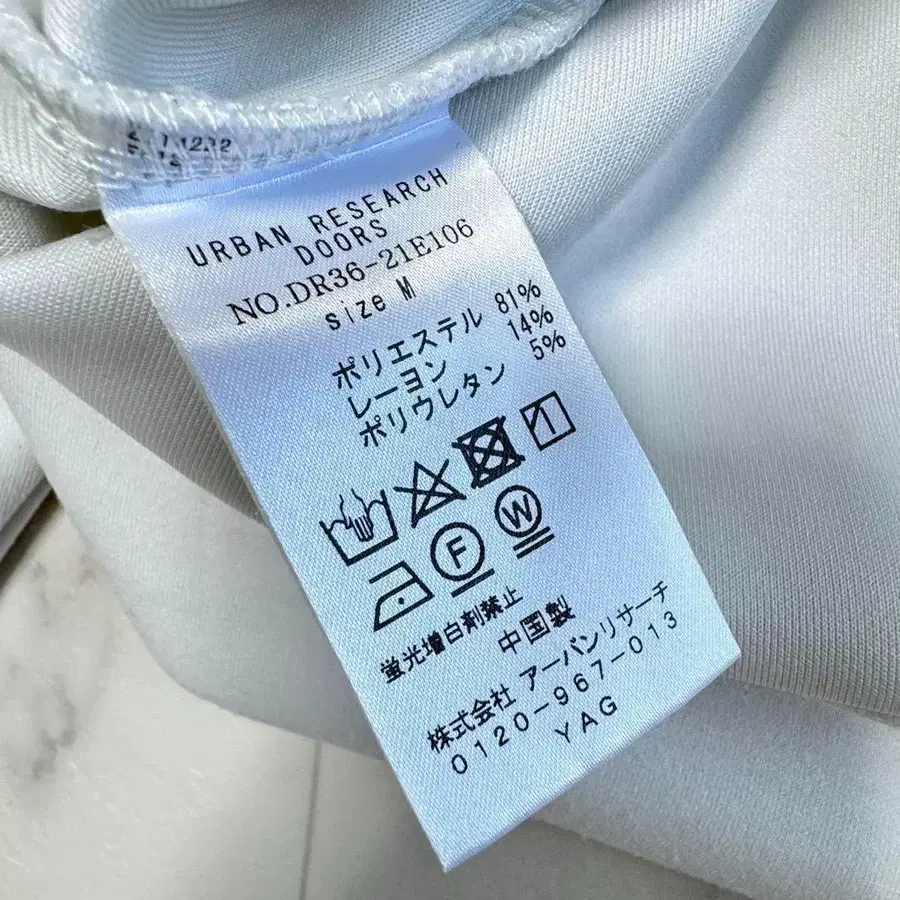 URBAN RESEARCH
DOORS
NO.DR36-21E106
size M
ポリエステル 81%
レーヨン 14%
ポリウレタン 5%
F W
蛍光増白剤禁止
中国製
株式会社 アーバンリサーチ
0120-967-013
YAG